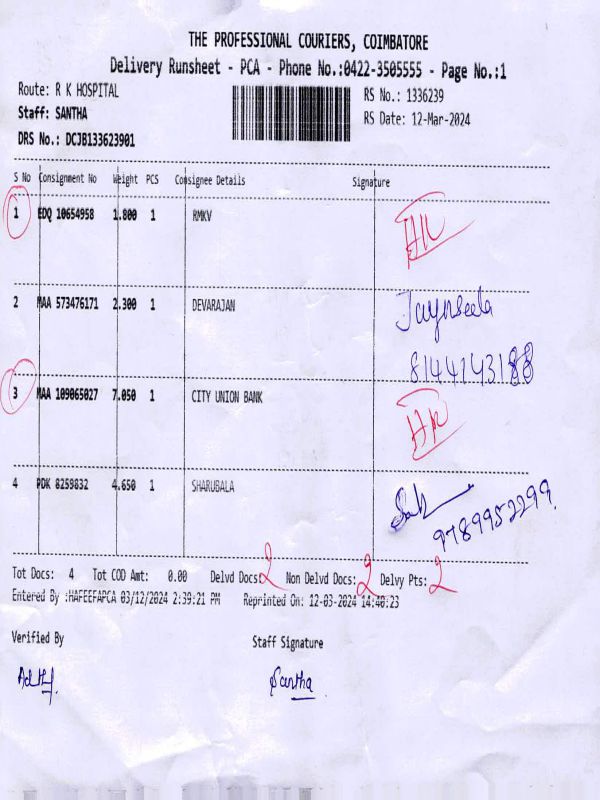 THE PROFESSIONAL COURIERS, COIMBATORE
Delivery Runsheet - PCA - Phone No.:0422-3505555 - Page No.:1
Route: R K HOSPITAL
RS No.: 1336239
Staff: SANTHA
RS Date: 12-Mar-2024
DRS No.: DCJB133623901
S No Consignment No Weight PCS Consignee Details Signature
1 EDQ 10654958 1.800 1 RMKV
2 MAA 573476171 2.300 1 DEVARAJAN
8144143188
3 MAA 109065027 7.050 1 CITY UNION BANK
4 PDK 8259832 4.650 1 SHARUBALA
9789952299
Tot Docs: 4 Tot COD Amt: 0.00 Delvd Docs: 2 Non Delvd Docs: 2 Delvy Pts: 2
Entered By :HAFEEFAPCA 03/12/2024 2:39:21 PM Reprinted On: 12-03-2024 14:40:23
Verified By Staff Signature
Santha